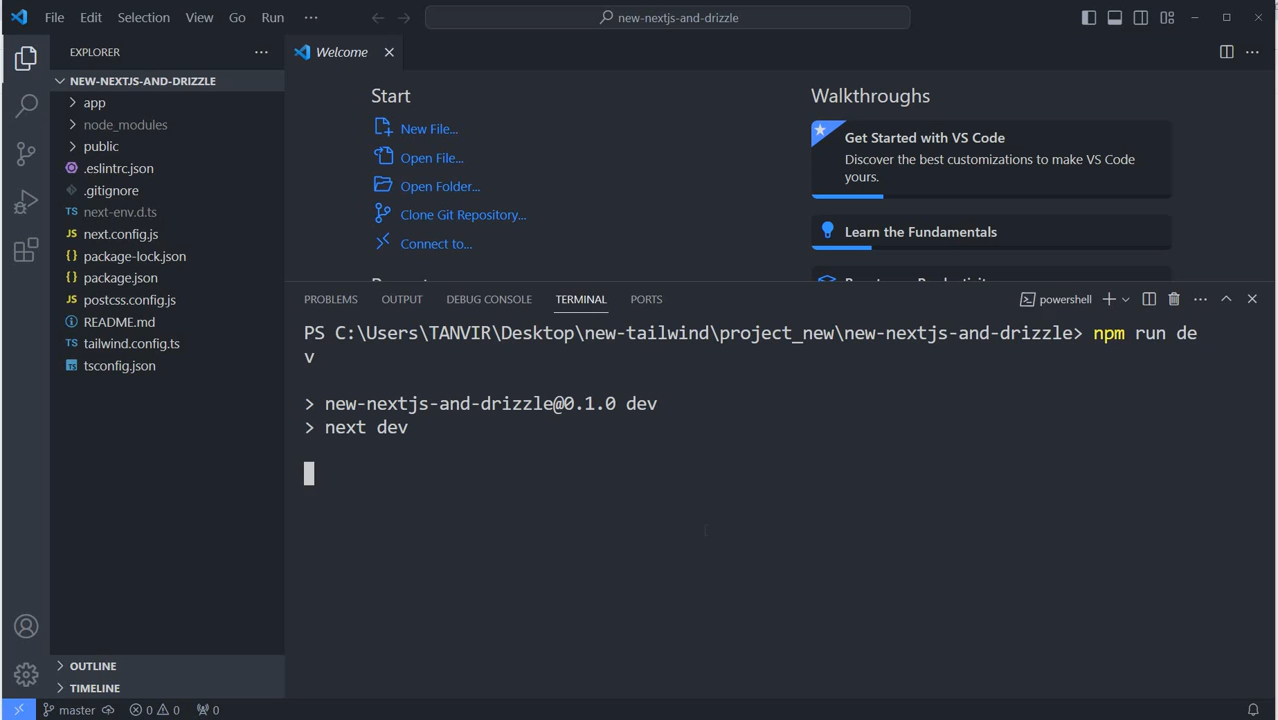 File Edit Selection View Go Run ···
new-nextjs-and-drizzle
EXPLORER ···
NEW-NEXTJS-AND-DRIZZLE
app
node_modules
public
.eslintrc.json
.gitignore
TS next-env.d.ts
JS next.config.js
{} package-lock.json
{} package.json
JS postcss.config.js
README.md
TS tailwind.config.ts
TS tsconfig.json
OUTLINE
TIMELINE
Welcome
Start
New File...
Open File...
Open Folder...
Clone Git Repository...
Connect to...
Walkthroughs
Get Started with VS Code
Discover the best customizations to make VS Code
yours.
Learn the Fundamentals
PROBLEMS OUTPUT DEBUG CONSOLE TERMINAL PORTS
powershell
PS C:\Users\TANVIR\Desktop\new-tailwind\project_new\new-nextjs-and-drizzle> npm run de
v
> new-nextjs-and-drizzle@0.1.0 dev
> next dev
master 0 0 0